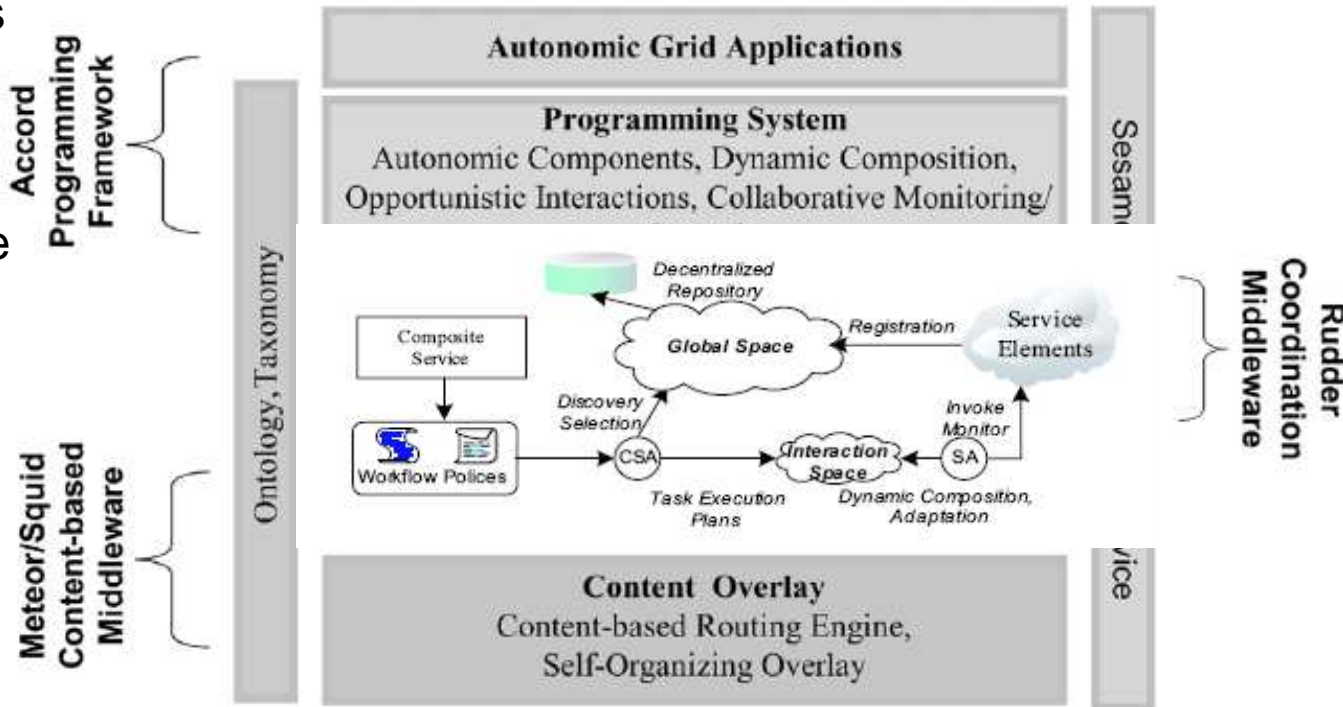 s
e
Accord
Programming
Framework
Meteor/Squid
Content-based
Middleware
Ontology,Taxonomy
Autonomic Grid Applications
Programming System
Autonomic Components, Dynamic Composition,
Opportunistic Interactions, Collaborative Monitoring/
Decentralized
Repository
Global Space
Registration
Service
Elements
Composite
Service
Discovery
Selection
Invoke
Monitor
Workflow Polices
CSA
Interaction
Space
SA
Task Execution
Plans
Dynamic Composition,
Adaptation
Content Overlay
Content-based Routing Engine,
Self-Organizing Overlay
Sesame
vice
Rudder
Coordination
Middleware